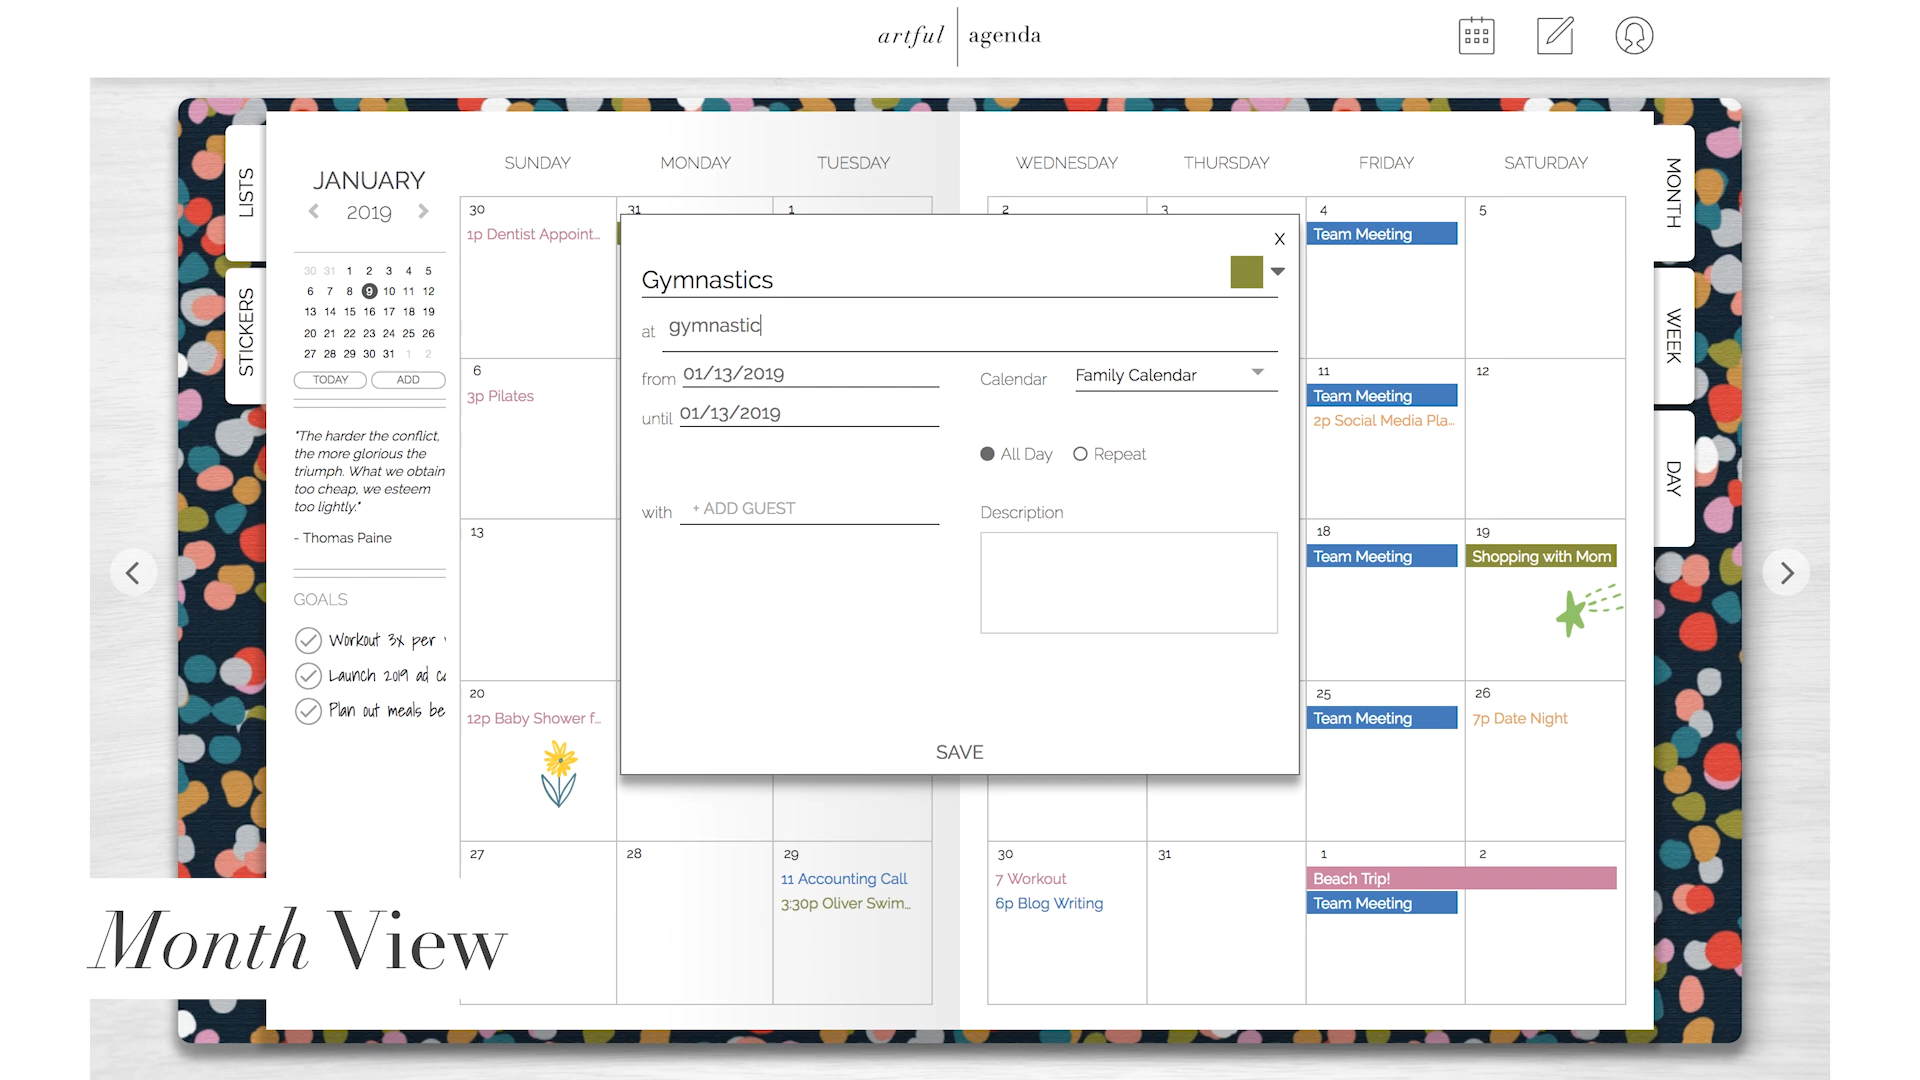 artful | agenda
LISTS
STICKERS
JANUARY
2019
30 31 1 2 3 4 5
6 7 8 9 10 11 12
13 14 15 16 17 18 19
20 21 22 23 24 25 26
27 28 29 30 31 1 2
TODAY ADD
"The harder the conflict,
the more glorious the
triumph. What we obtain
too cheap, we esteem
too lightly."
- Thomas Paine
GOALS
Workout 3x per
Launch 2019 ad
Plan out meals be
SUNDAY MONDAY TUESDAY WEDNESDAY THURSDAY FRIDAY SATURDAY
30 31 1 2 3 4 5
1p Dentist Appoint... Team Meeting
6 11 12
3p Pilates Team Meeting
2p Social Media Pla...
13 18 19
Team Meeting Shopping with Mom
20 25 26
12p Baby Shower f... Team Meeting 7p Date Night
27 28 29 30 31 1 2
11 Accounting Call 7 Workout Beach Trip!
3:30p Oliver Swim... 6p Blog Writing Team Meeting
X
Gymnastics
at gymnastic
from 01/13/2019 Calendar Family Calendar
until 01/13/2019
All Day Repeat
with + ADD GUEST Description
SAVE
MONTH
WEEK
DAY
Month View